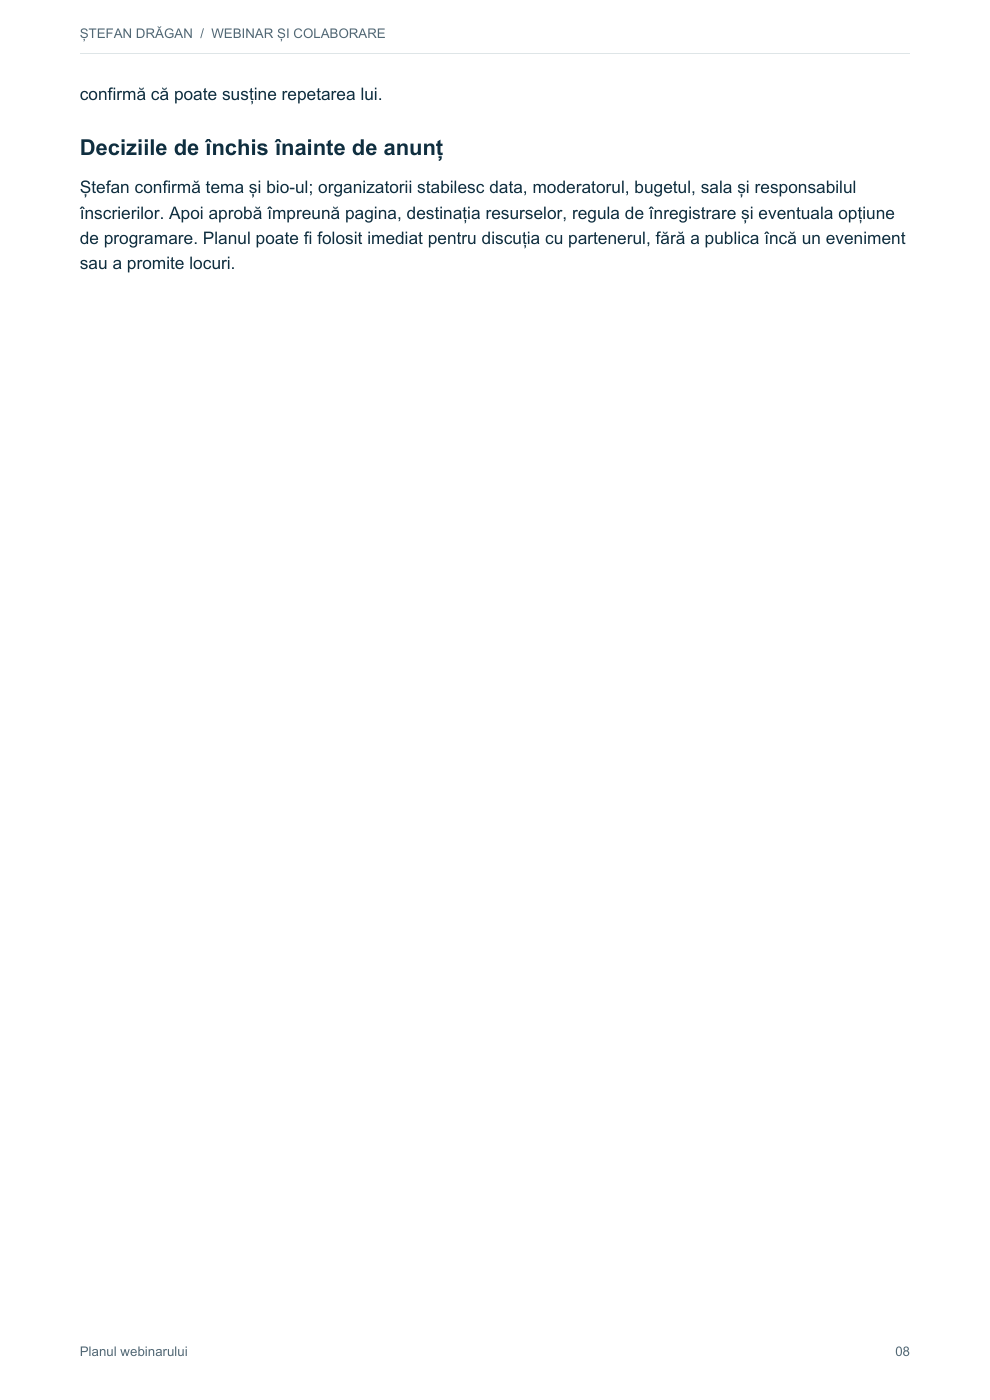 ȘTEFAN DRĂGAN / WEBINAR ȘI COLABORARE
confirmă că poate susține repetarea lui.
Deciziile de închis înainte de anunț
Ștefan confirmă tema și bio-ul; organizatorii stabilesc data, moderatorul, bugetul, sala și responsabilul
înscrierilor. Apoi aprobă împreună pagina, destinația resurselor, regula de înregistrare și eventuala opțiune
de programare. Planul poate fi folosit imediat pentru discuția cu partenerul, fără a publica încă un eveniment
sau a promite locuri.
Planul webinarului
08